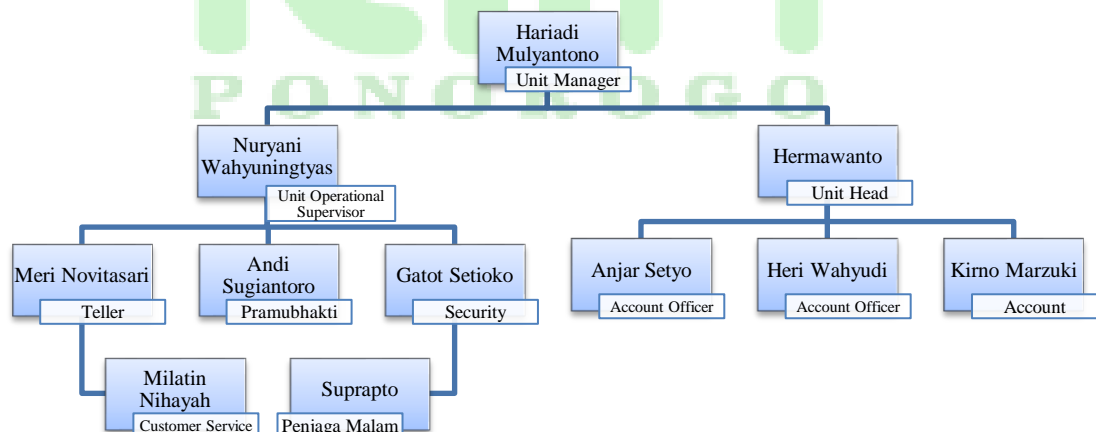 Hariadi
Mulyantono
Unit Manager
PONOROGO
Nuryani
Wahyuningtyas
Unit Operational
Supervisor
Hermawanto
Unit Head
Meri Novitasari
Teller
Andi
Sugiantoro
Pramubhakti
Gatot Setioko
Security
Anjar Setyo
Account Officer
Heri Wahyudi
Account Officer
Kirno Marzuki
Account
Milatin
Nihayah
Customer Service
Suprapto
Penjaga Malam